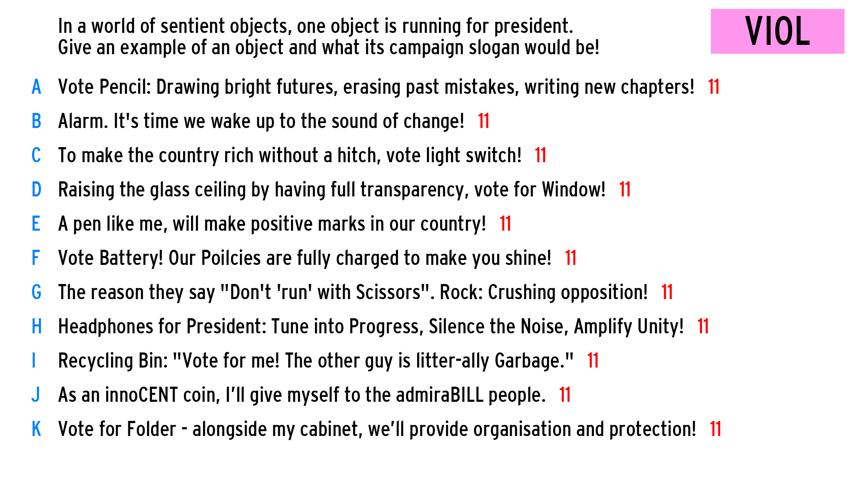 In a world of sentient objects, one object is running for president.
Give an example of an object and what its campaign slogan would be!
VIOL
A Vote Pencil: Drawing bright futures, erasing past mistakes, writing new chapters! 11
B Alarm. It's time we wake up to the sound of change! 11
C To make the country rich without a hitch, vote light switch! 11
D Raising the glass ceiling by having full transparency, vote for Window! 11
E A pen like me, will make positive marks in our country! 11
F Vote Battery! Our Poilcies are fully charged to make you shine! 11
G The reason they say "Don't 'run' with Scissors". Rock: Crushing opposition! 11
H Headphones for President: Tune into Progress, Silence the Noise, Amplify Unity! 11
I Recycling Bin: "Vote for me! The other guy is litter-ally Garbage." 11
J As an innoCENT coin, I'll give myself to the admiraBILL people. 11
K Vote for Folder - alongside my cabinet, we'll provide organisation and protection! 11